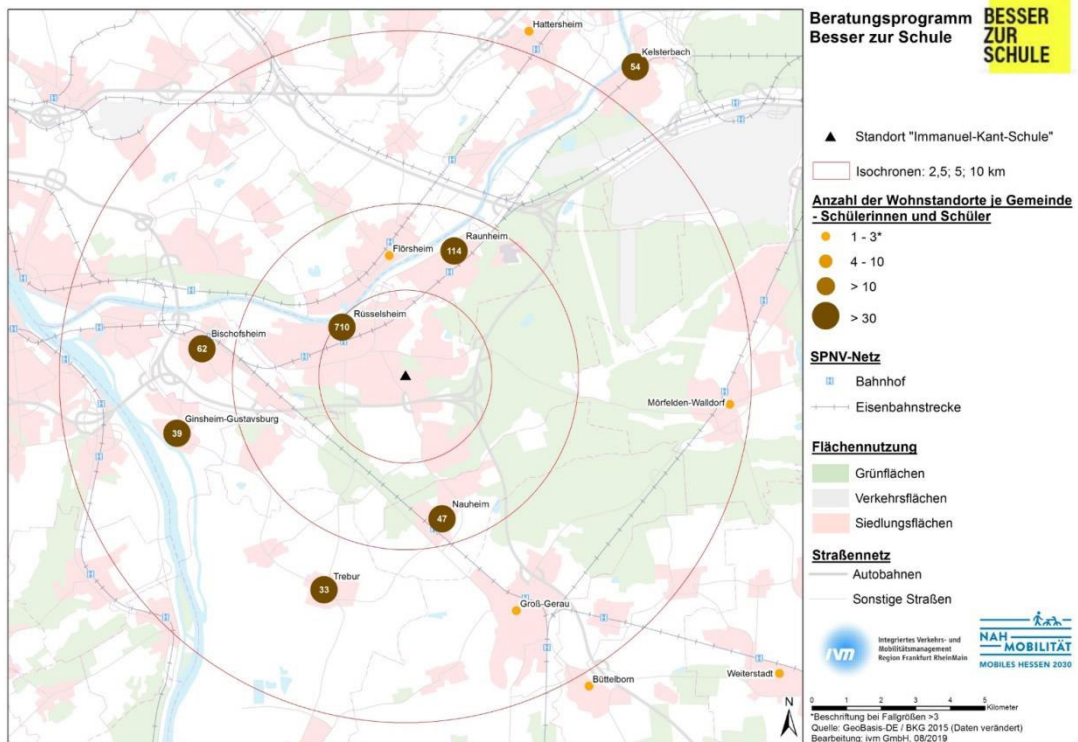 Hattersheim
Kelsterbach
54
Raunheim
Flörsheim
114
Rüsselsheim
710
Bischofsheim
62
Mörfelden-Walldorf
Ginsheim-Gustavsburg
39
Nauheim
47
Trebur
33
Groß-Gerau
Weiterstadt
Büttelborn
N
Beratungsprogramm
Besser zur Schule
BESSER
ZUR
SCHULE
Standort "Immanuel-Kant-Schule"
Isochronen: 2,5; 5; 10 km
Anzahl der Wohnstandorte je Gemeinde
- Schülerinnen und Schüler
1 - 3*
4 - 10
> 10
> 30
SPNV-Netz
Bahnhof
Eisenbahnstrecke
Flächennutzung
Grünflächen
Verkehrsflächen
Siedlungsflächen
Straßennetz
Autobahnen
Sonstige Straßen
ivm
Integriertes Verkehrs- und
Mobilitätsmanagement
Region Frankfurt RheinMain
NAH
MOBILITÄT
MOBILES HESSEN 2030
0 1 2 3 4 5
Kilometer
*Beschriftung bei Fallgrößen >3
Quelle: GeoBasis-DE / BKG 2015 (Daten verändert)
Bearbeitung: ivm GmbH, 08/2019